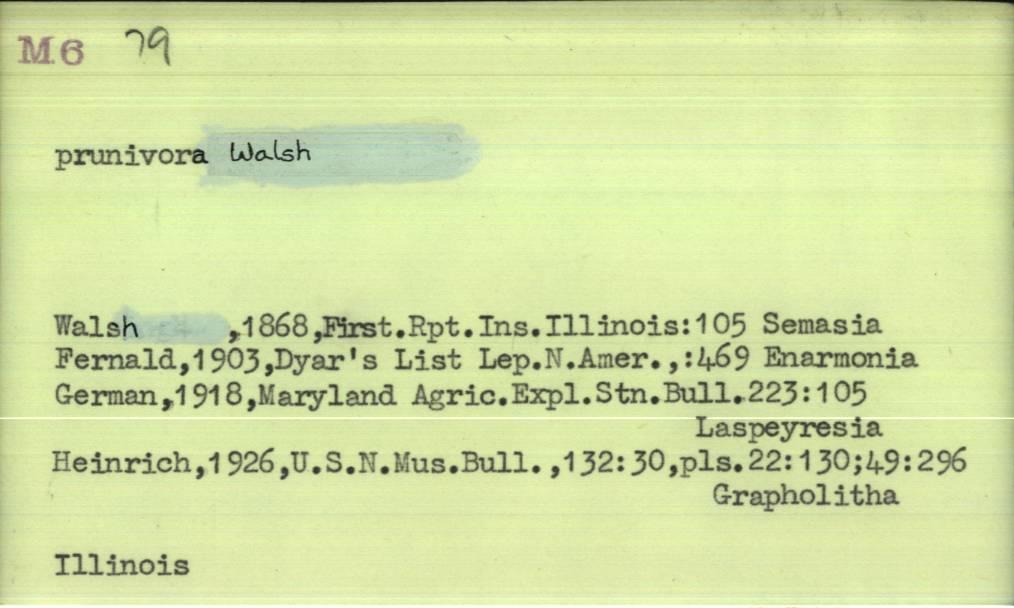 M6 79
prunivora Walsh
Walsh ,1868,First.Rpt.Ins.Illinois:105 Semasia
Fernald,1903,Dyar's List Lep.N.Amer.,:469 Enarmonia
German,1918,Maryland Agric.Expl.Stn.Bull.223:105
Laspeyresia
Heinrich,1926,U.S.N.Mus.Bull.,132:30,pls.22:130;49:296
Grapholitha
Illinois